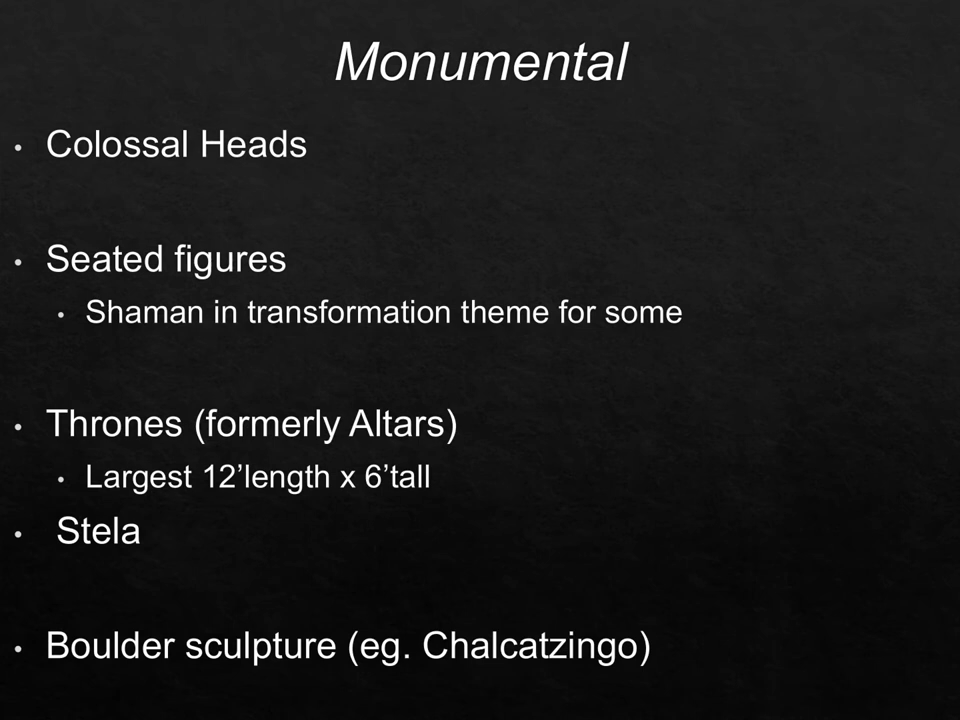 Monumental
• Colossal Heads
• Seated figures
• Shaman in transformation theme for some
• Thrones (formerly Altars)
• Largest 12’length x 6’tall
• Stela
• Boulder sculpture (eg. Chalcatzingo)